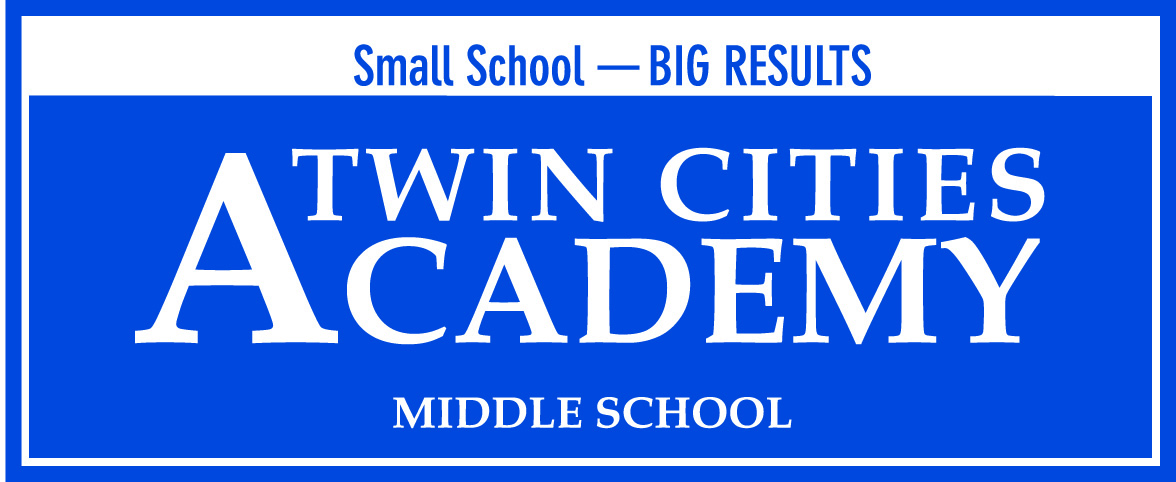 Small School — BIG RESULTS
TWIN CITIES
ACADEMY
MIDDLE SCHOOL